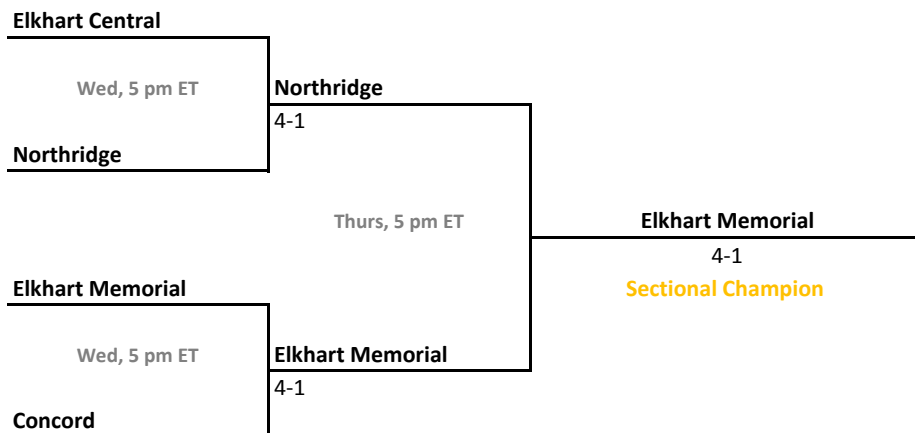 Elkhart Central
Wed, 5 pm ET
Northridge
4-1
Northridge
Thurs, 5 pm ET
Elkhart Memorial
4-1
Sectional Champion
Elkhart Memorial
Wed, 5 pm ET
Elkhart Memorial
4-1
Concord